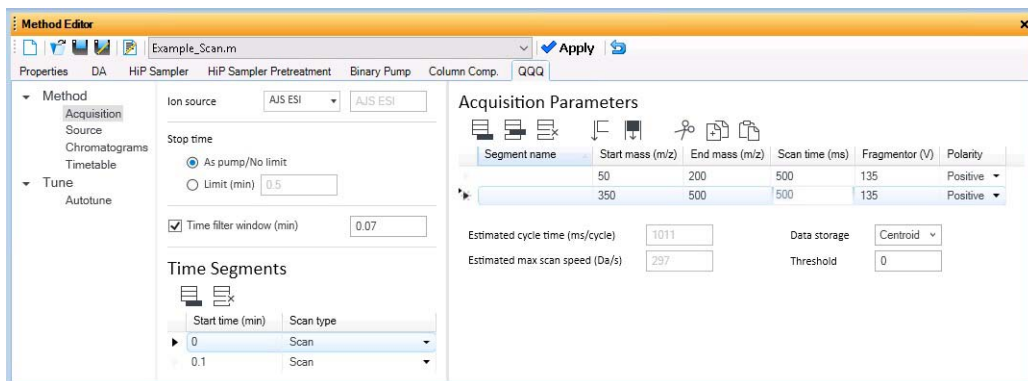 Method Editor
Example_Scan.m
Apply
Properties DA HiP Sampler HiP Sampler Pretreatment Binary Pump Column Comp. QQQ
Method
Acquisition
Source
Chromatograms
Timetable
Tune
Autotune
Ion source AJS ESI AJS ESI
Stop time
As pump/No limit
Limit (min) 0.5
Time filter window (min) 0.07
Time Segments
Start time (min) Scan type
0 Scan
0.1 Scan
Acquisition Parameters
Segment name Start mass (m/z) End mass (m/z) Scan time (ms) Fragmentor (V) Polarity
50 200 500 135 Positive
350 500 500 135 Positive
Estimated cycle time (ms/cycle) 1011 Data storage Centroid
Estimated max scan speed (Da/s) 297 Threshold 0